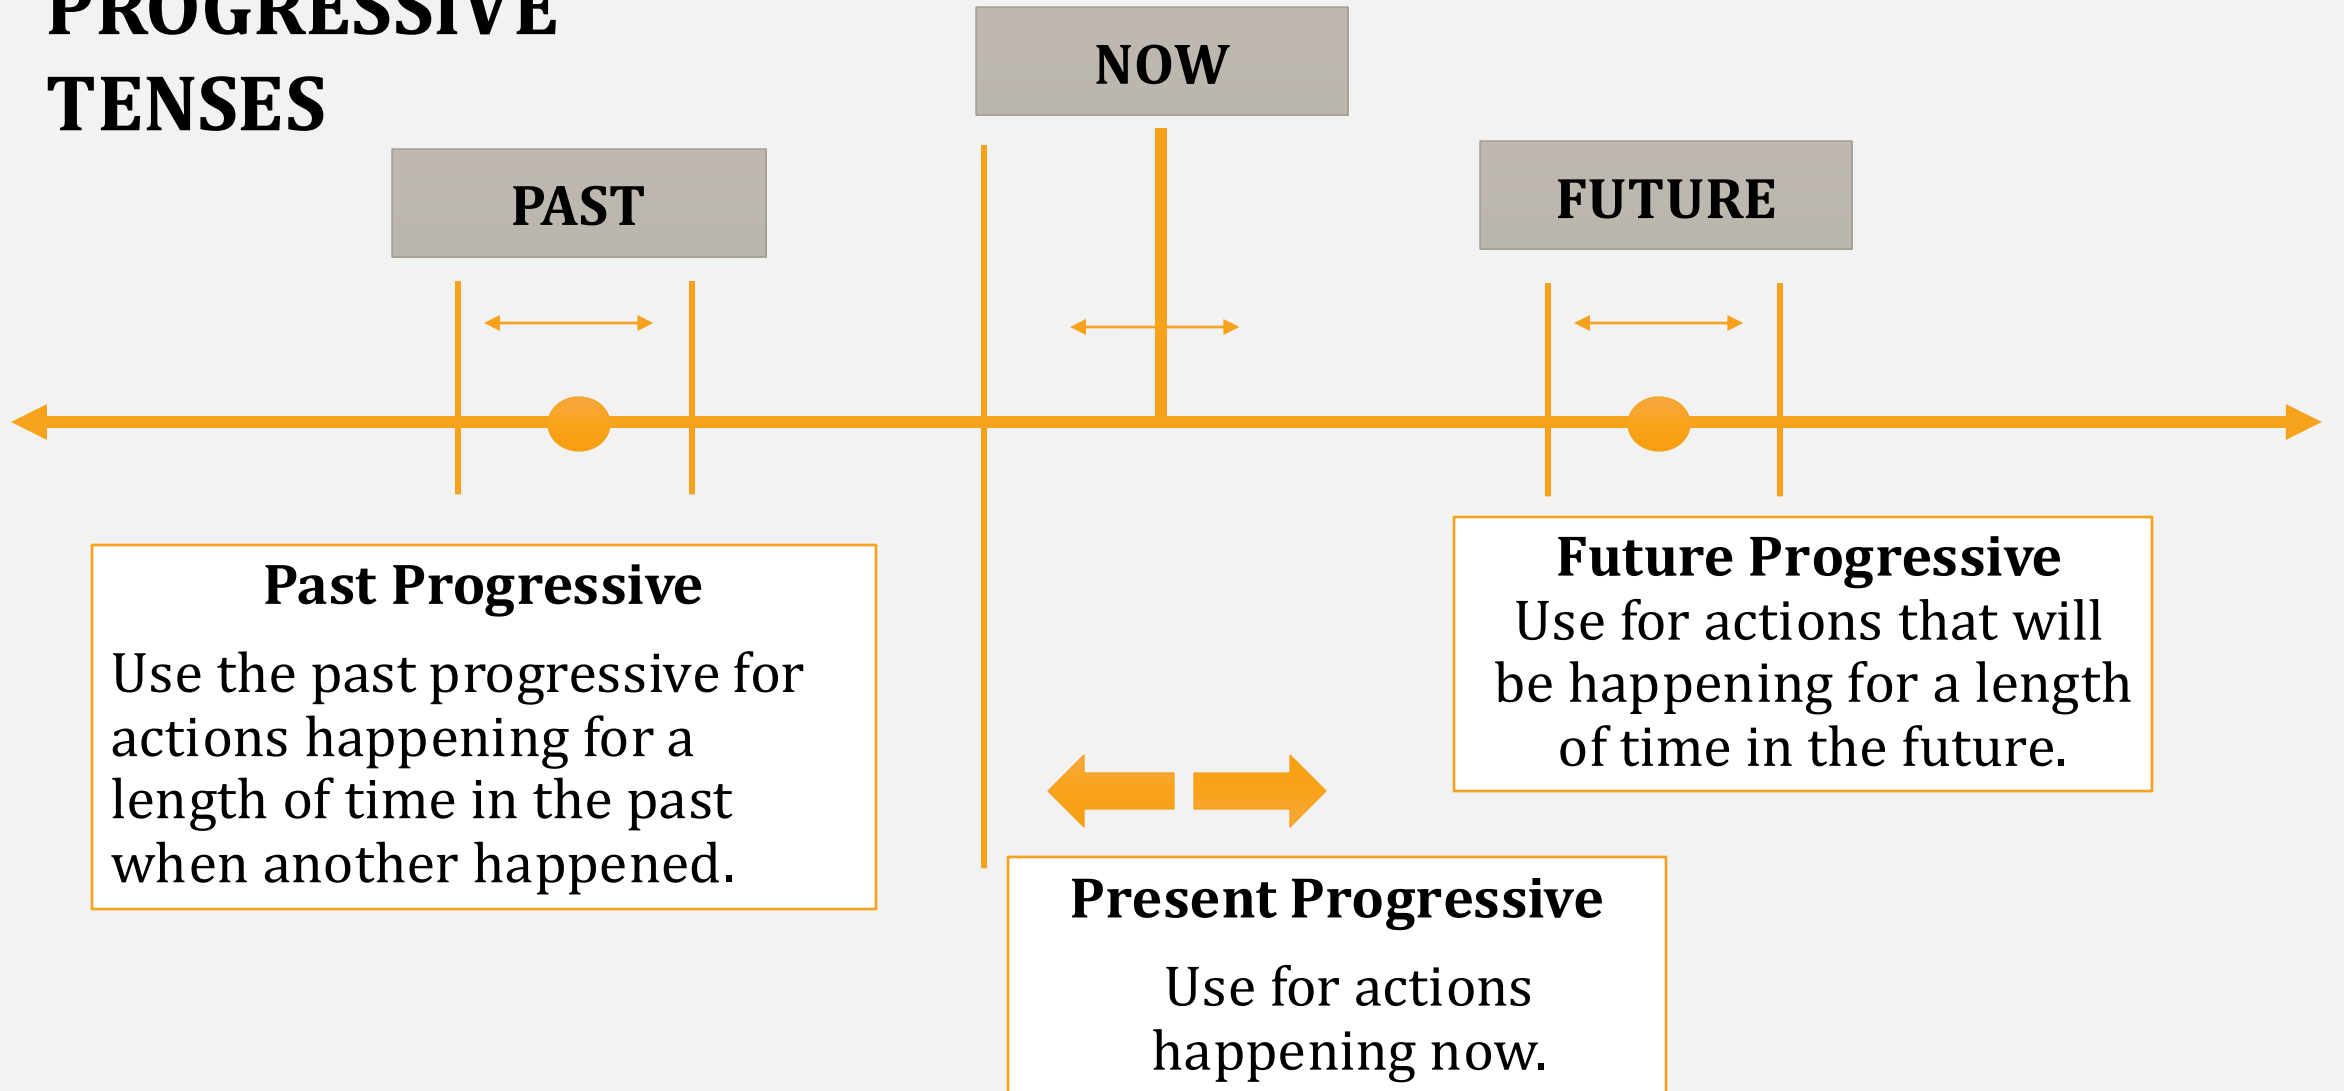 PROGRESSIVE
TENSES
NOW
PAST
FUTURE
Past Progressive
Use the past progressive for
actions happening for a
length of time in the past
when another happened.
Future Progressive
Use for actions that will
be happening for a length
of time in the future.
Present Progressive
Use for actions
happening now.